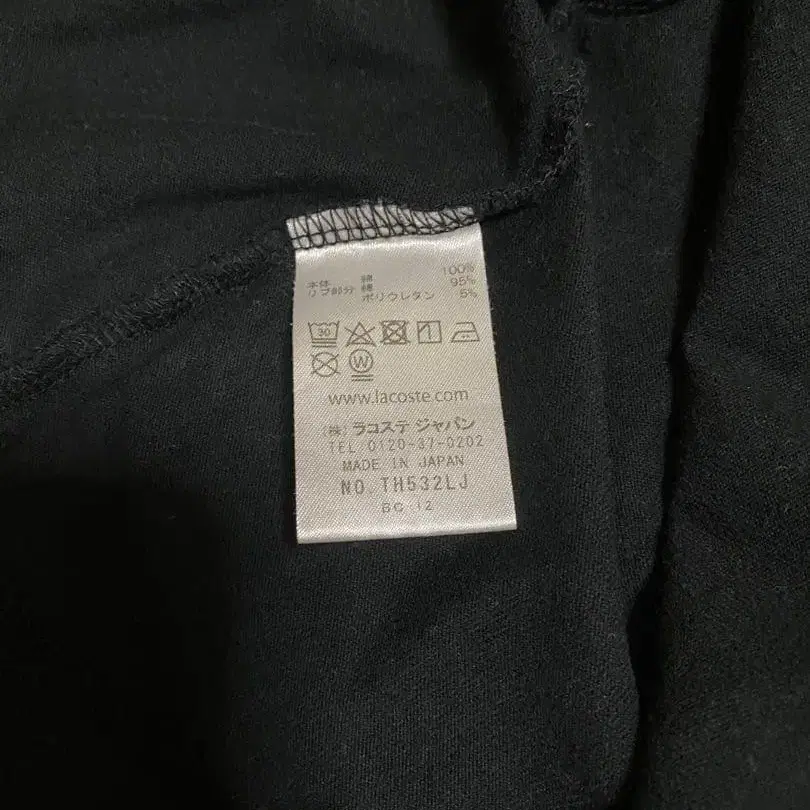 本体 綿 100%
リブ部分 綿 95%
ポリウレタン 5%
30
W
www.lacoste.com
(株) ラコステ ジャパン
TEL 0120-37-0202
MADE IN JAPAN
NO. TH532LJ
BC 12